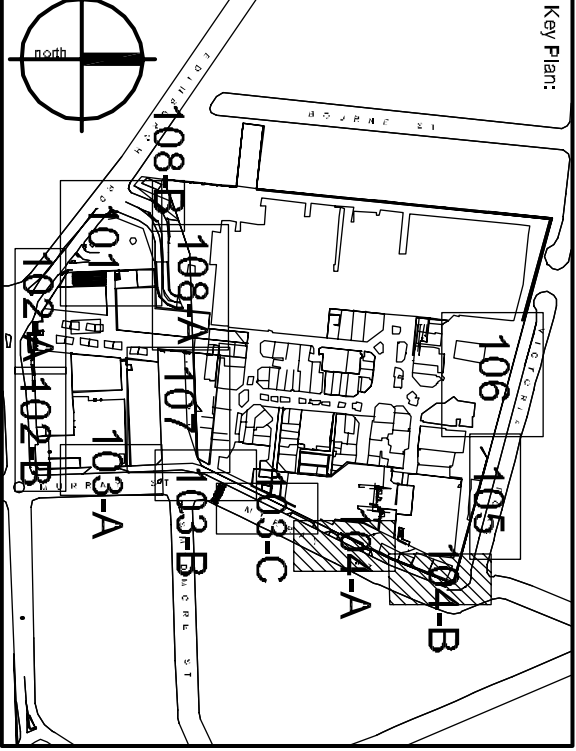 Key Plan:
north
BOURNE ST
108-B
101
108-A
102-A
102-B
107
106
VICTORIA
105
103-A
MURRAY ST
103-B
103-C
104-A
104-B